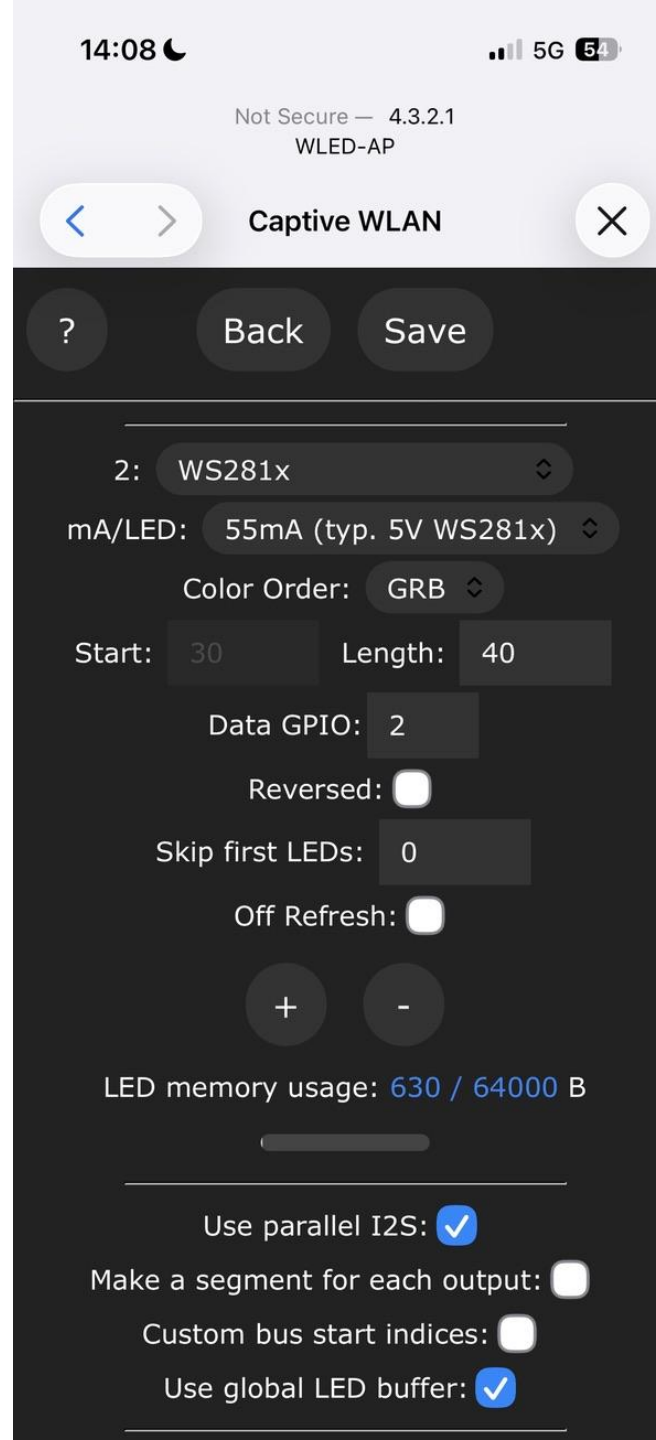 14:08 5G 54
Not Secure — 4.3.2.1
WLED-AP
Captive WLAN
? Back Save
2: WS281x
mA/LED: 55mA (typ. 5V WS281x)
Color Order: GRB
Start: 30 Length: 40
Data GPIO: 2
Reversed:
Skip first LEDs: 0
Off Refresh:
+ -
LED memory usage: 630 / 64000 B
Use parallel I2S:
Make a segment for each output:
Custom bus start indices:
Use global LED buffer: